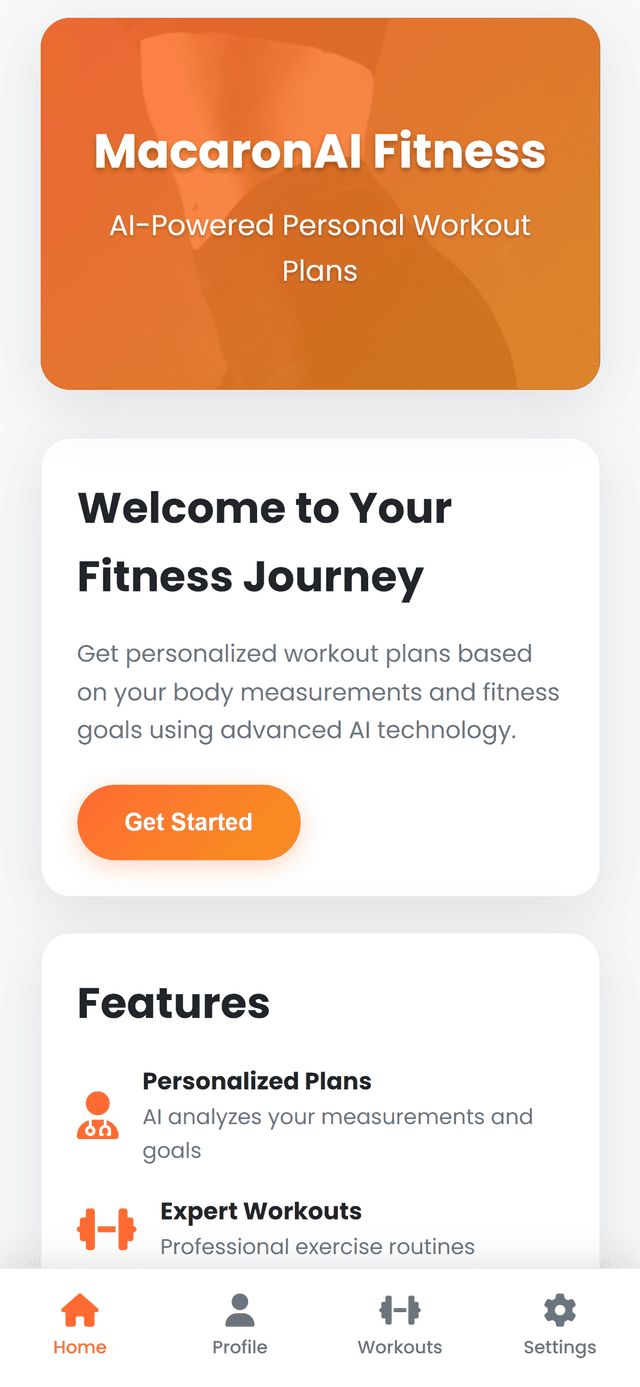 MacaronAI Fitness
AI-Powered Personal Workout
Plans
Welcome to Your
Fitness Journey
Get personalized workout plans based
on your body measurements and fitness
goals using advanced AI technology.
Get Started
Features
Personalized Plans
AI analyzes your measurements and
goals
Expert Workouts
Professional exercise routines
Home
Profile
Workouts
Settings